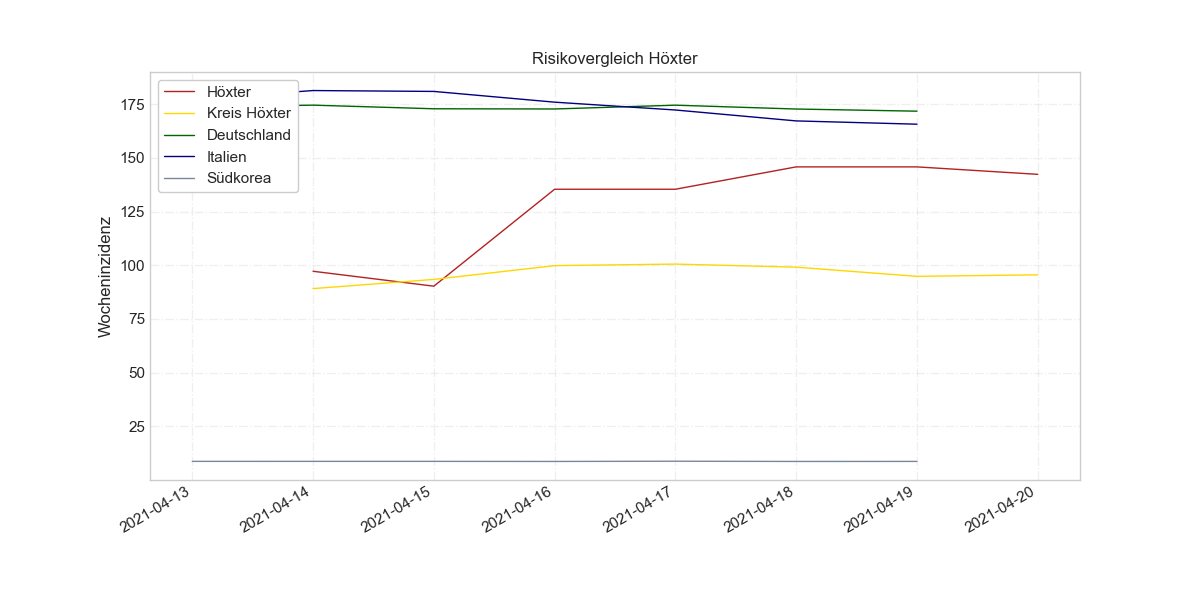 Risikovergleich Höxter
Höxter
Kreis Höxter
Deutschland
Italien
Südkorea
Wocheninzidenz
175
150
125
100
75
50
25
2021-04-13
2021-04-14
2021-04-15
2021-04-16
2021-04-17
2021-04-18
2021-04-19
2021-04-20